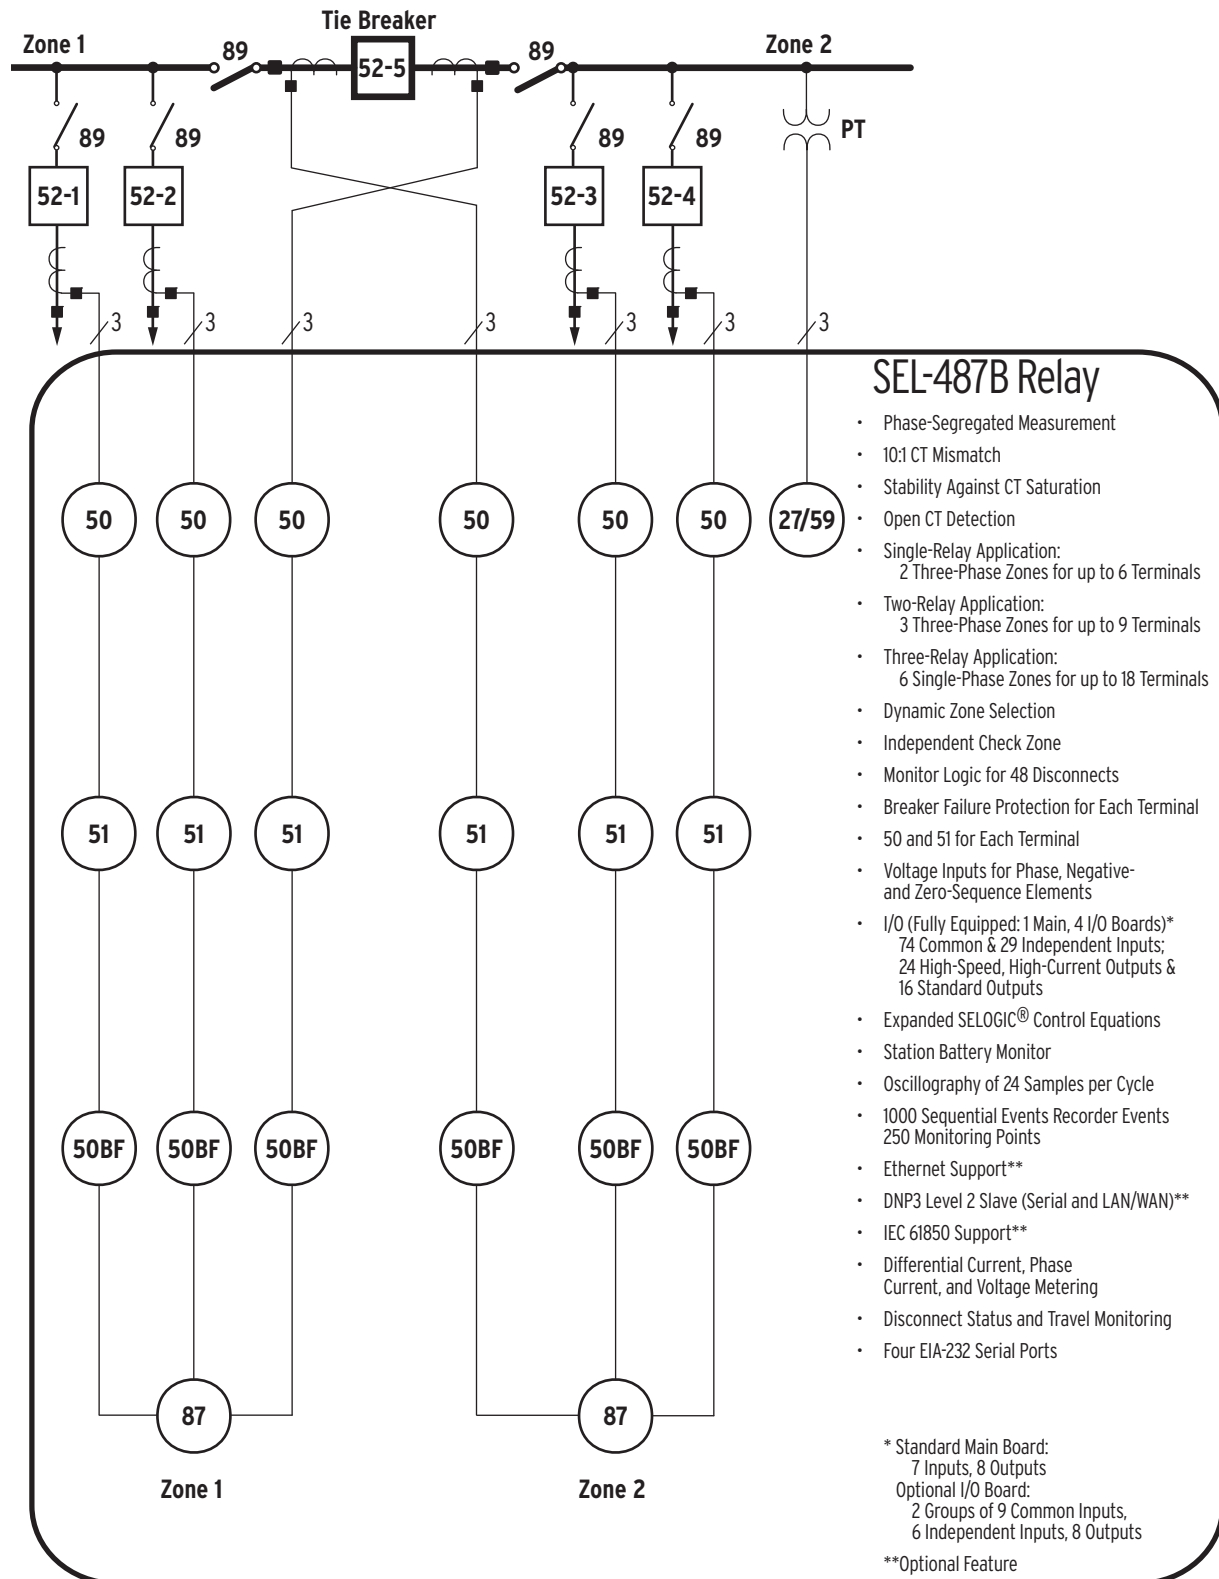 Tie Breaker
Zone 1
89
52-5
89
Zone 2
89
89
89
89
PT
52-1
52-2
52-3
52-4
3
3
3
3
3
3
3
SEL-487B Relay
• Phase-Segregated Measurement
• 10:1 CT Mismatch
• Stability Against CT Saturation
• Open CT Detection
• Single-Relay Application:
2 Three-Phase Zones for up to 6 Terminals
• Two-Relay Application:
3 Three-Phase Zones for up to 9 Terminals
• Three-Relay Application:
6 Single-Phase Zones for up to 18 Terminals
• Dynamic Zone Selection
• Independent Check Zone
• Monitor Logic for 48 Disconnects
• Breaker Failure Protection for Each Terminal
• 50 and 51 for Each Terminal
• Voltage Inputs for Phase, Negative-
and Zero-Sequence Elements
• I/O (Fully Equipped: 1 Main, 4 I/O Boards)*
74 Common & 29 Independent Inputs;
24 High-Speed, High-Current Outputs &
16 Standard Outputs
• Expanded SELOGIC® Control Equations
• Station Battery Monitor
• Oscillography of 24 Samples per Cycle
• 1000 Sequential Events Recorder Events
250 Monitoring Points
• Ethernet Support**
• DNP3 Level 2 Slave (Serial and LAN/WAN)**
• IEC 61850 Support**
• Differential Current, Phase
Current, and Voltage Metering
• Disconnect Status and Travel Monitoring
• Four EIA-232 Serial Ports
50
50
50
50
50
50
27/59
51
51
51
51
51
51
50BF
50BF
50BF
50BF
50BF
50BF
87
87
Zone 1
Zone 2
* Standard Main Board:
7 Inputs, 8 Outputs
Optional I/O Board:
2 Groups of 9 Common Inputs,
6 Independent Inputs, 8 Outputs
**Optional Feature